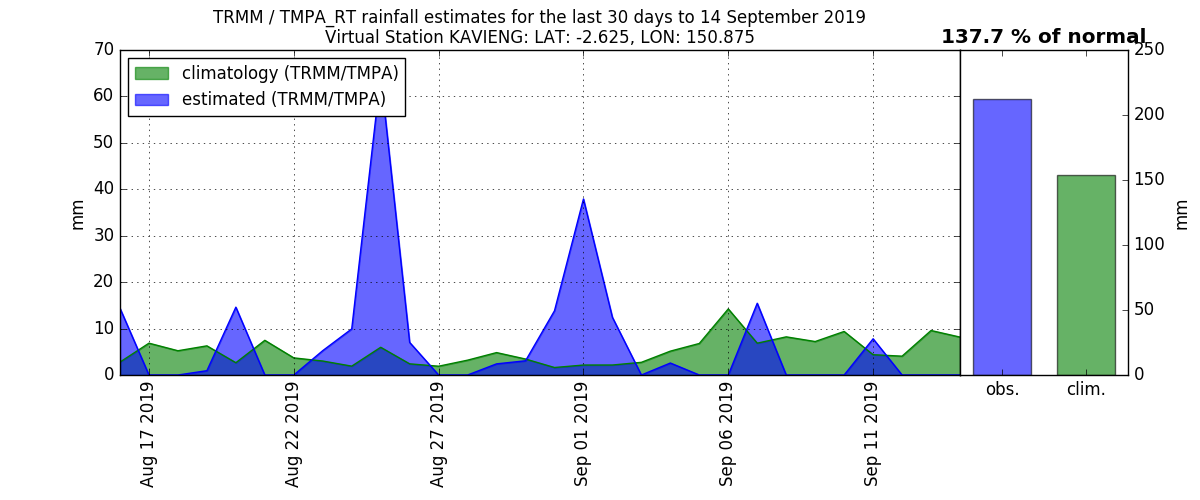 TRMM / TMPA_RT rainfall estimates for the last 30 days to 14 September 2019
Virtual Station KAVIENG: LAT: -2.625, LON: 150.875
137.7 % of normal
climatology (TRMM/TMPA)
estimated (TRMM/TMPA)
mm
70
60
50
40
30
20
10
0
Aug 17 2019
Aug 22 2019
Aug 27 2019
Sep 01 2019
Sep 06 2019
Sep 11 2019
obs.
clim.
250
200
150
100
50
0
mm